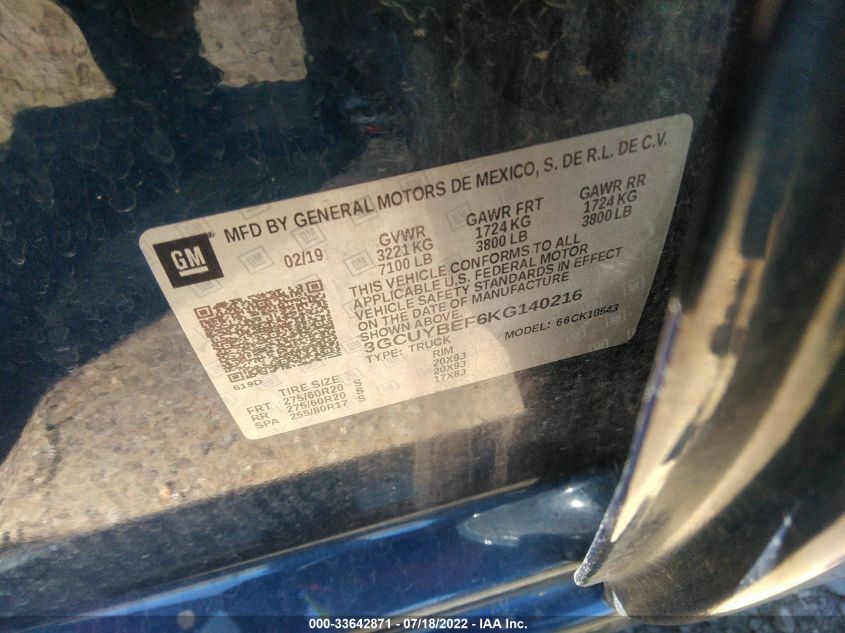 MFD BY GENERAL MOTORS DE MEXICO, S. DE R.L. DE C.V.
GM
02/19
GVWR
3221 KG
7100 LB
GAWR FRT
1724 KG
3800 LB
GAWR RR
1724 KG
3800 LB
THIS VEHICLE CONFORMS TO ALL
APPLICABLE U.S. FEDERAL MOTOR
VEHICLE SAFETY STANDARDS IN EFFECT
ON THE DATE OF MANUFACTURE
SHOWN ABOVE.
3GCUYBEF6KG140216
TYPE: TRUCK
MODEL: 66CK10543
619D
TIRE SIZE
RIM
FRT 275/60R20 S 20X9J
RR 275/60R20 S 20X9J
SPA 255/80R17 S 17X8J
000-33642871 - 07/18/2022 - IAA Inc.